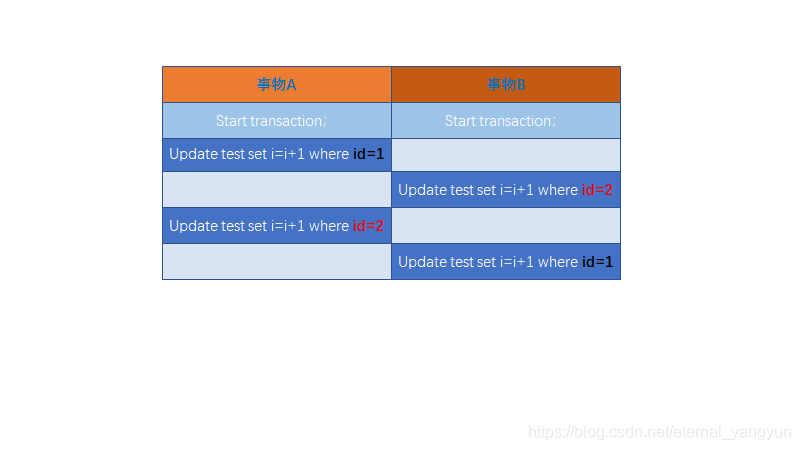 事物A 事物B
Start transaction; Start transaction;
Update test set i=i+1 where id=1
Update test set i=i+1 where id=2
Update test set i=i+1 where id=2
Update test set i=i+1 where id=1
https://blog.csdn.net/eternal_yangyun